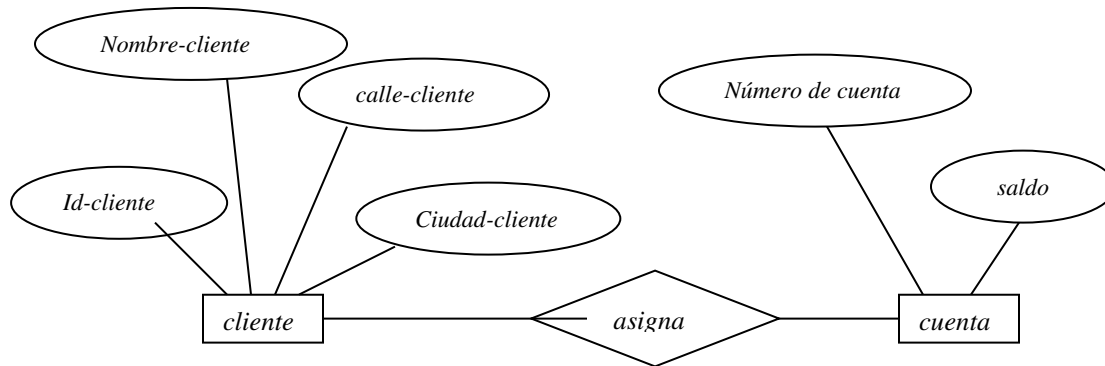 Nombre-cliente
calle-cliente
Número de cuenta
Id-cliente
Ciudad-cliente
saldo
cliente
asigna
cuenta